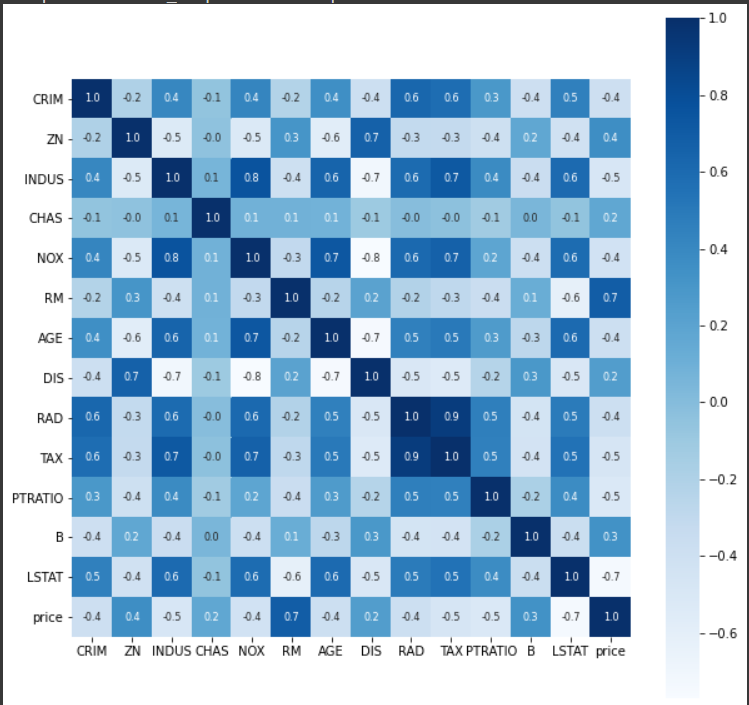 1.0
CRIM 1.0 -0.2 0.4 -0.1 0.4 -0.2 0.4 -0.4 0.6 0.6 0.3 -0.4 0.5 -0.4
0.8
ZN -0.2 1.0 -0.5 -0.0 -0.5 0.3 -0.6 0.7 -0.3 -0.3 -0.4 0.2 -0.4 0.4
INDUS 0.4 -0.5 1.0 0.1 0.8 -0.4 0.6 -0.7 0.6 0.7 0.4 -0.4 0.6 -0.5
0.6
CHAS -0.1 -0.0 0.1 1.0 0.1 0.1 0.1 -0.1 -0.0 -0.0 -0.1 0.0 -0.1 0.2
0.4
NOX 0.4 -0.5 0.8 0.1 1.0 -0.3 0.7 -0.8 0.6 0.7 0.2 -0.4 0.6 -0.4
RM -0.2 0.3 -0.4 0.1 -0.3 1.0 -0.2 0.2 -0.2 -0.3 -0.4 0.1 -0.6 0.7
0.2
AGE 0.4 -0.6 0.6 0.1 0.7 -0.2 1.0 -0.7 0.5 0.5 0.3 -0.3 0.6 -0.4
DIS -0.4 0.7 -0.7 -0.1 -0.8 0.2 -0.7 1.0 -0.5 -0.5 -0.2 0.3 -0.5 0.2
0.0
RAD 0.6 -0.3 0.6 -0.0 0.6 -0.2 0.5 -0.5 1.0 0.9 0.5 -0.4 0.5 -0.4
TAX 0.6 -0.3 0.7 -0.0 0.7 -0.3 0.5 -0.5 0.9 1.0 0.5 -0.4 0.5 -0.5
−0.2
PTRATIO 0.3 -0.4 0.4 -0.1 0.2 -0.4 0.3 -0.2 0.5 0.5 1.0 -0.2 0.4 -0.5
B -0.4 0.2 -0.4 0.0 -0.4 0.1 -0.3 0.3 -0.4 -0.4 -0.2 1.0 -0.4 0.3
−0.4
LSTAT 0.5 -0.4 0.6 -0.1 0.6 -0.6 0.6 -0.5 0.5 0.5 0.4 -0.4 1.0 -0.7
price -0.4 0.4 -0.5 0.2 -0.4 0.7 -0.4 0.2 -0.4 -0.5 -0.5 0.3 -0.7 1.0
−0.6
CRIM ZN INDUS CHAS NOX RM AGE DIS RAD TAX PTRATIO B LSTAT price